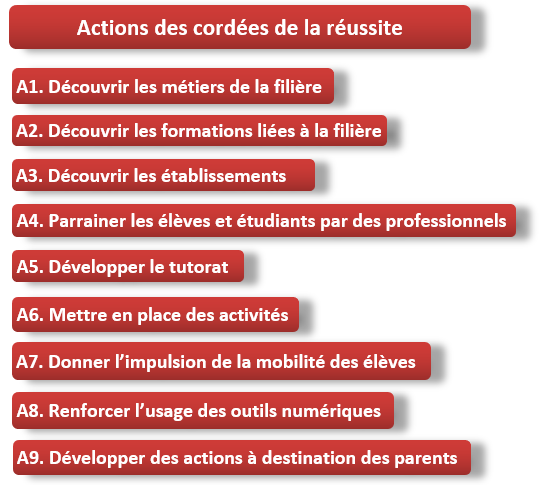 Actions des cordées de la réussite
A1. Découvrir les métiers de la filière
A2. Découvrir les formations liées à la filière
A3. Découvrir les établissements
A4. Parrainer les élèves et étudiants par des professionnels
A5. Développer le tutorat
A6. Mettre en place des activités
A7. Donner l’impulsion de la mobilité des élèves
A8. Renforcer l’usage des outils numériques
A9. Développer des actions à destination des parents